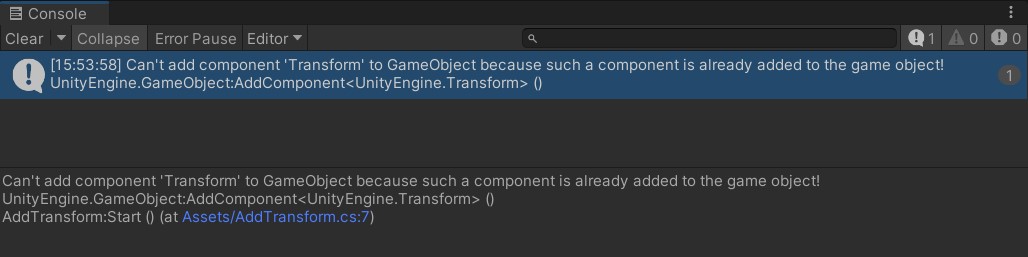 Console
Clear Collapse Error Pause Editor 1 0 0
[15:53:58] Can't add component 'Transform' to GameObject because such a component is already added to the game object!
UnityEngine.GameObject:AddComponent<UnityEngine.Transform> ()
1
Can't add component 'Transform' to GameObject because such a component is already added to the game object!
UnityEngine.GameObject:AddComponent<UnityEngine.Transform> ()
AddTransform:Start () (at Assets/AddTransform.cs:7)